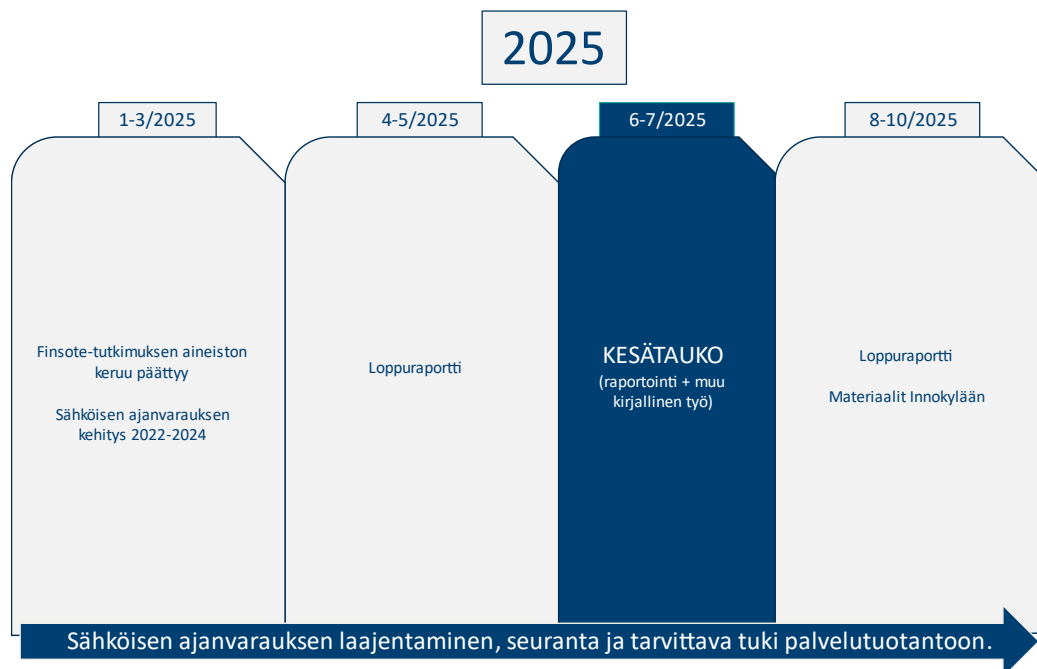 2025
1-3/2025
Finsote-tutkimuksen aineiston
keruu päättyy
Sähköisen ajanvarauksen
kehitys 2022-2024
4-5/2025
Loppuraportti
6-7/2025
KESÄTAUKO
(raportointi + muu
kirjallinen työ)
8-10/2025
Loppuraportti
Materiaalit Innokylään
Sähköisen ajanvarauksen laajentaminen, seuranta ja tarvittava tuki palvelutuotantoon.